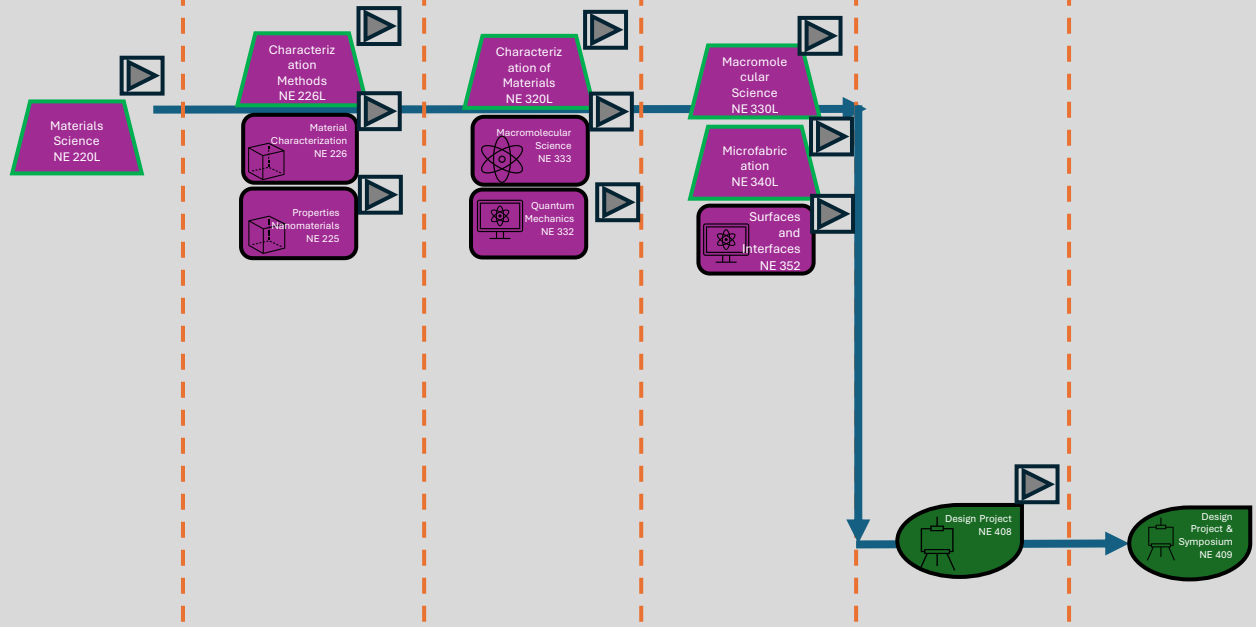 Materials
Science
NE 220L
Characteriz
ation
Methods
NE 226L
Material
Characterization
NE 226
Properties
Nanomaterials
NE 225
Characteriz
ation of
Materials
NE 320L
Macromolecular
Science
NE 333
Quantum
Mechanics
NE 332
Macromole
cular
Science
NE 330L
Microfabric
ation
NE 340L
Surfaces
and
Interfaces
NE 352
Design Project
NE 408
Design
Project &
Symposium
NE 409